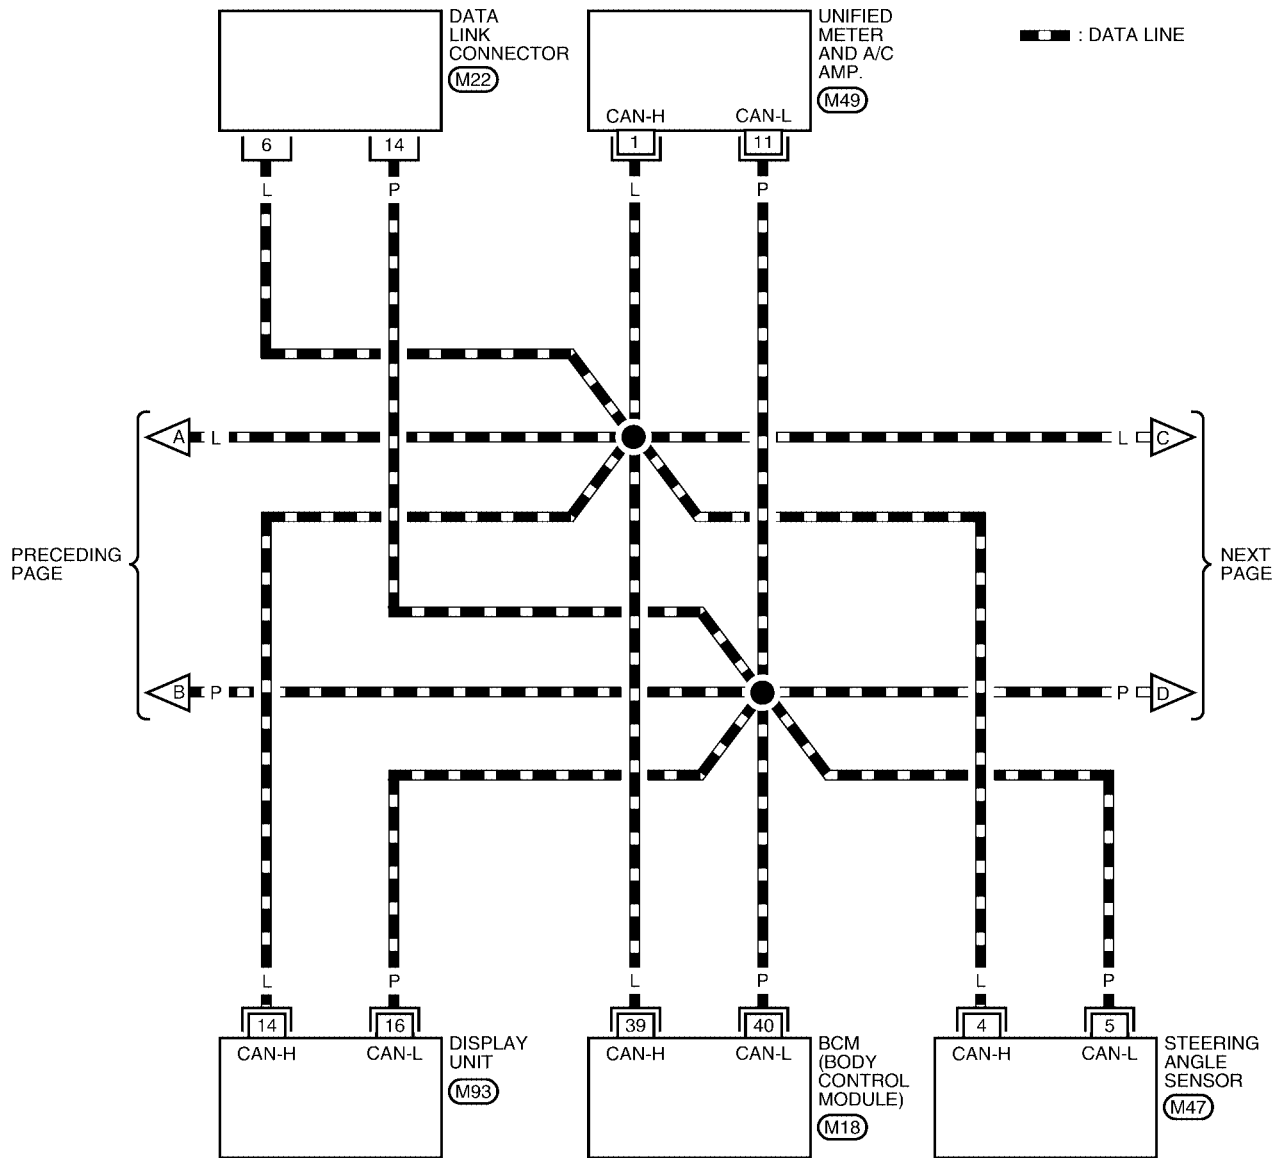 DATA
LINK
CONNECTOR
M22
UNIFIED
METER
AND A/C
AMP.
M49
: DATA LINE
CAN-H
CAN-L
6
14
1
11
L
P
L
P
A
L
L
C
PRECEDING
PAGE
NEXT
PAGE
B
P
P
D
L
P
L
P
L
P
14
16
39
40
4
5
CAN-H
CAN-L
DISPLAY
UNIT
M93
CAN-H
CAN-L
BCM
(BODY
CONTROL
MODULE)
M18
CAN-H
CAN-L
STEERING
ANGLE
SENSOR
M47